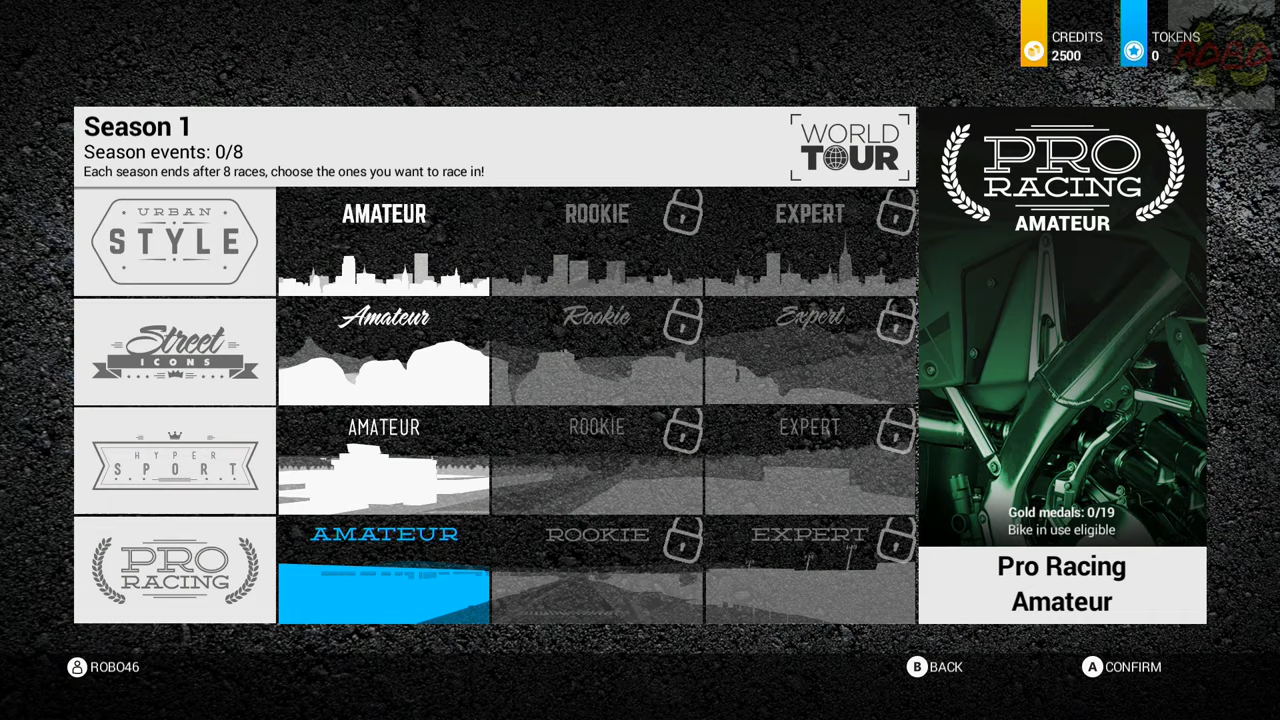 CREDITS
2500
TOKENS
0
ROBO
Season 1
Season events: 0/8
Each season ends after 8 races, choose the ones you want to race in!
WORLD
TOUR
PRO
RACING
AMATEUR
URBAN
STYLE
AMATEUR
ROOKIE
EXPERT
Street
ICONS
Amateur
Rookie
Expert
HYPER
SPORT
AMATEUR
ROOKIE
EXPERT
PRO
RACING
AMATEUR
ROOKIE
EXPERT
Gold medals: 0/19
Bike in use eligible
Pro Racing
Amateur
ROBO46
B BACK
A CONFIRM